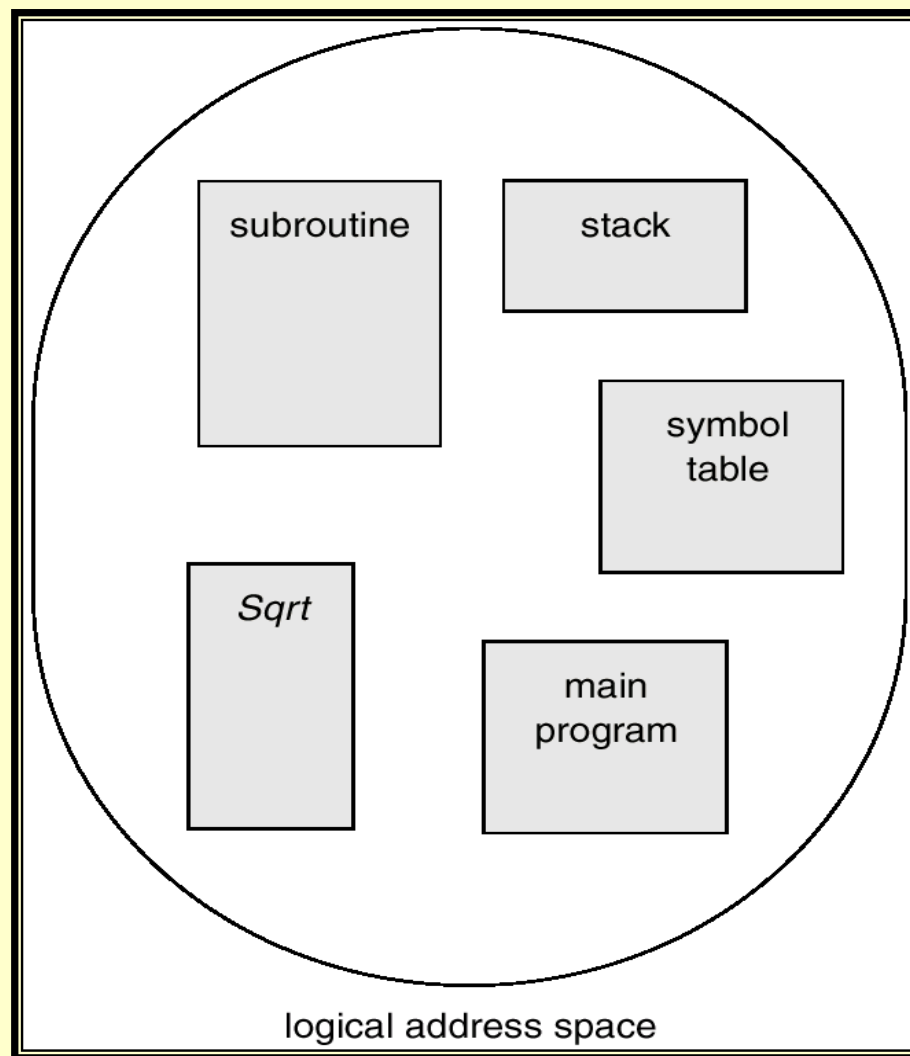 subroutine
stack
symbol
table
Sqrt
main
program
logical address space